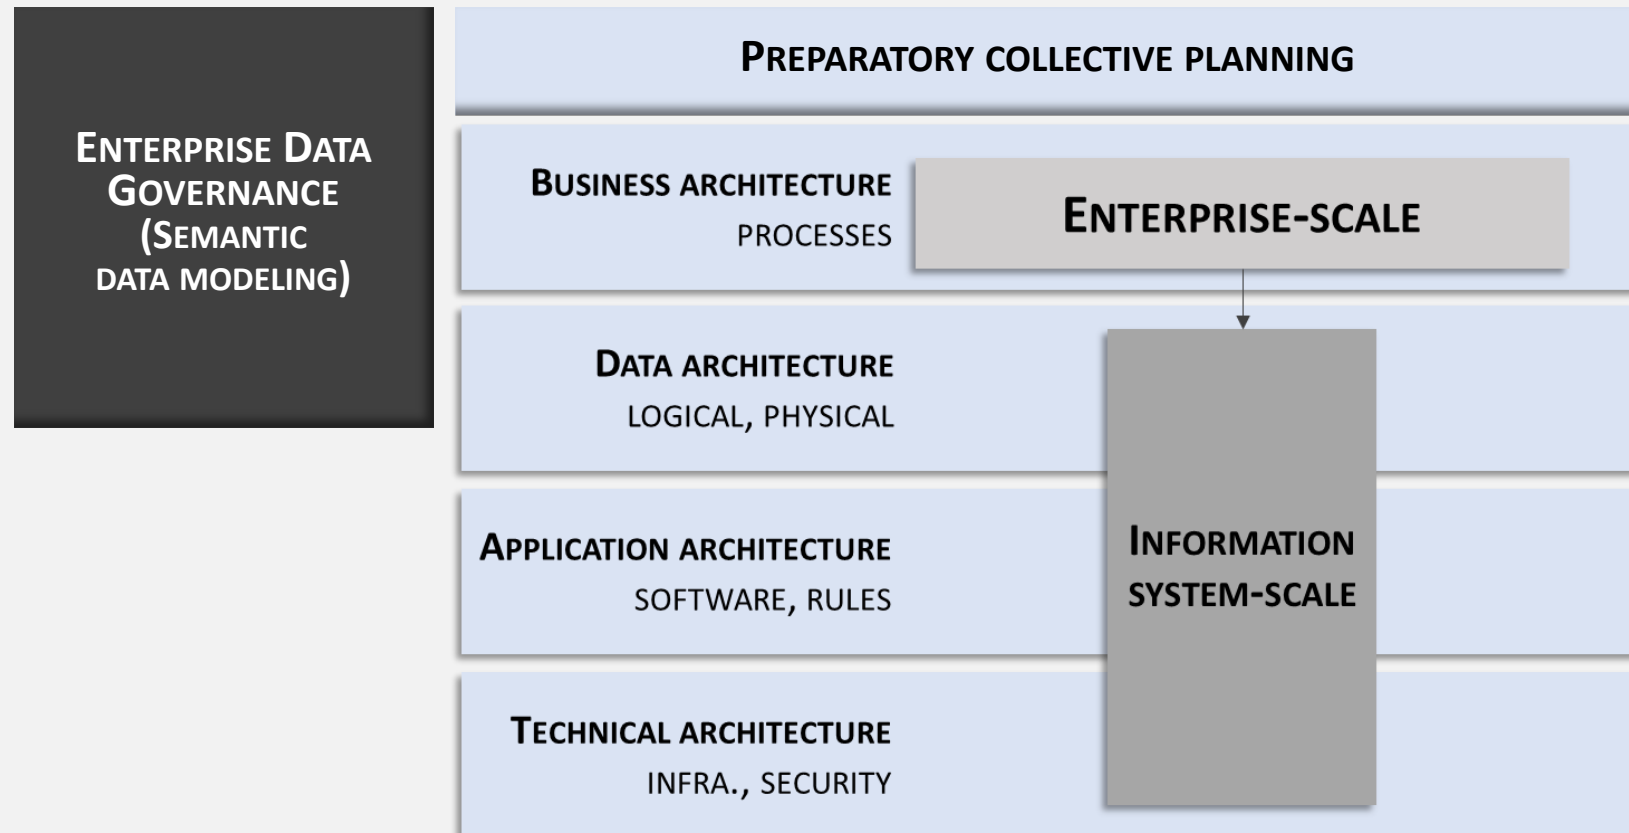 Enterprise Data
Governance
(Semantic
data modeling)
Preparatory collective planning
Business architecture
processes
Enterprise-scale
Data architecture
logical, physical
Application architecture
software, rules
Information
system-scale
Technical architecture
infra., security